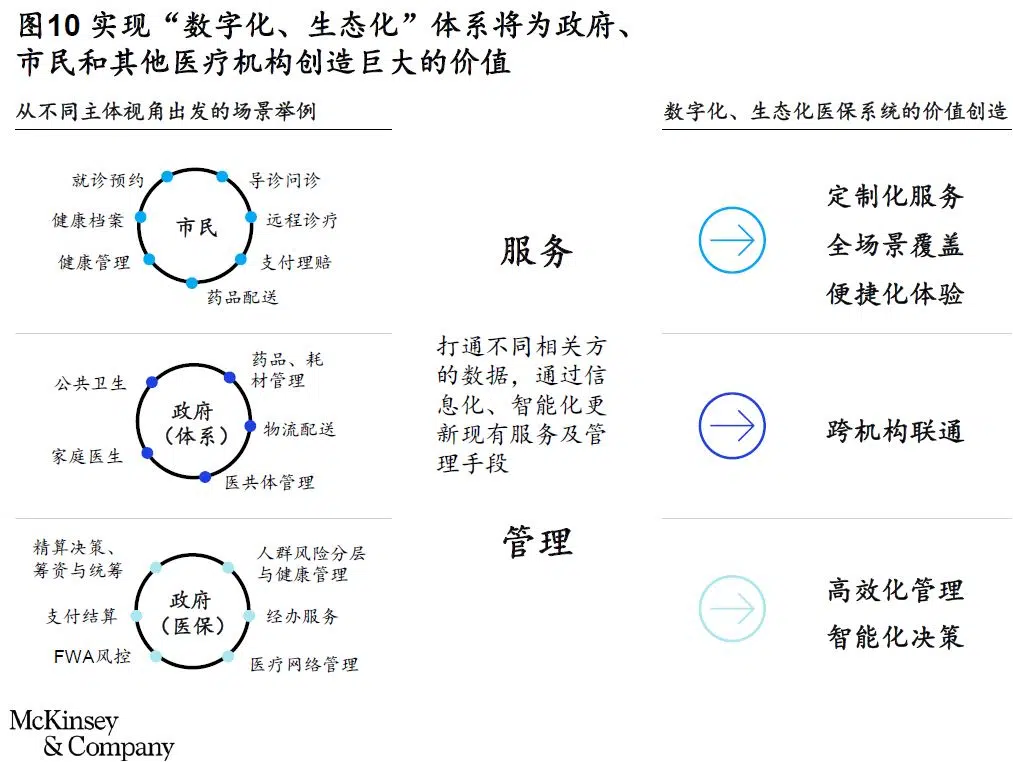 图10 实现“数字化、生态化”体系将为政府、
市民和其他医疗机构创造巨大的价值
从不同主体视角出发的场景举例
数字化、生态化医保系统的价值创造
就诊预约
导诊问诊
健康档案
市民
远程诊疗
健康管理
支付理赔
药品配送
服务
定制化服务
全场景覆盖
便捷化体验
公共卫生
药品、耗
材管理
政府
（体系）
物流配送
家庭医生
医共体管理
打通不同相关方
的数据，通过信
息化、智能化更
新现有服务及管
理手段
跨机构联通
管理
精算决策、
筹资与统筹
人群风险分层
与健康管理
支付结算
政府
（医保）
经办服务
FWA风控
医疗网络管理
高效化管理
智能化决策
McKinsey
& Company